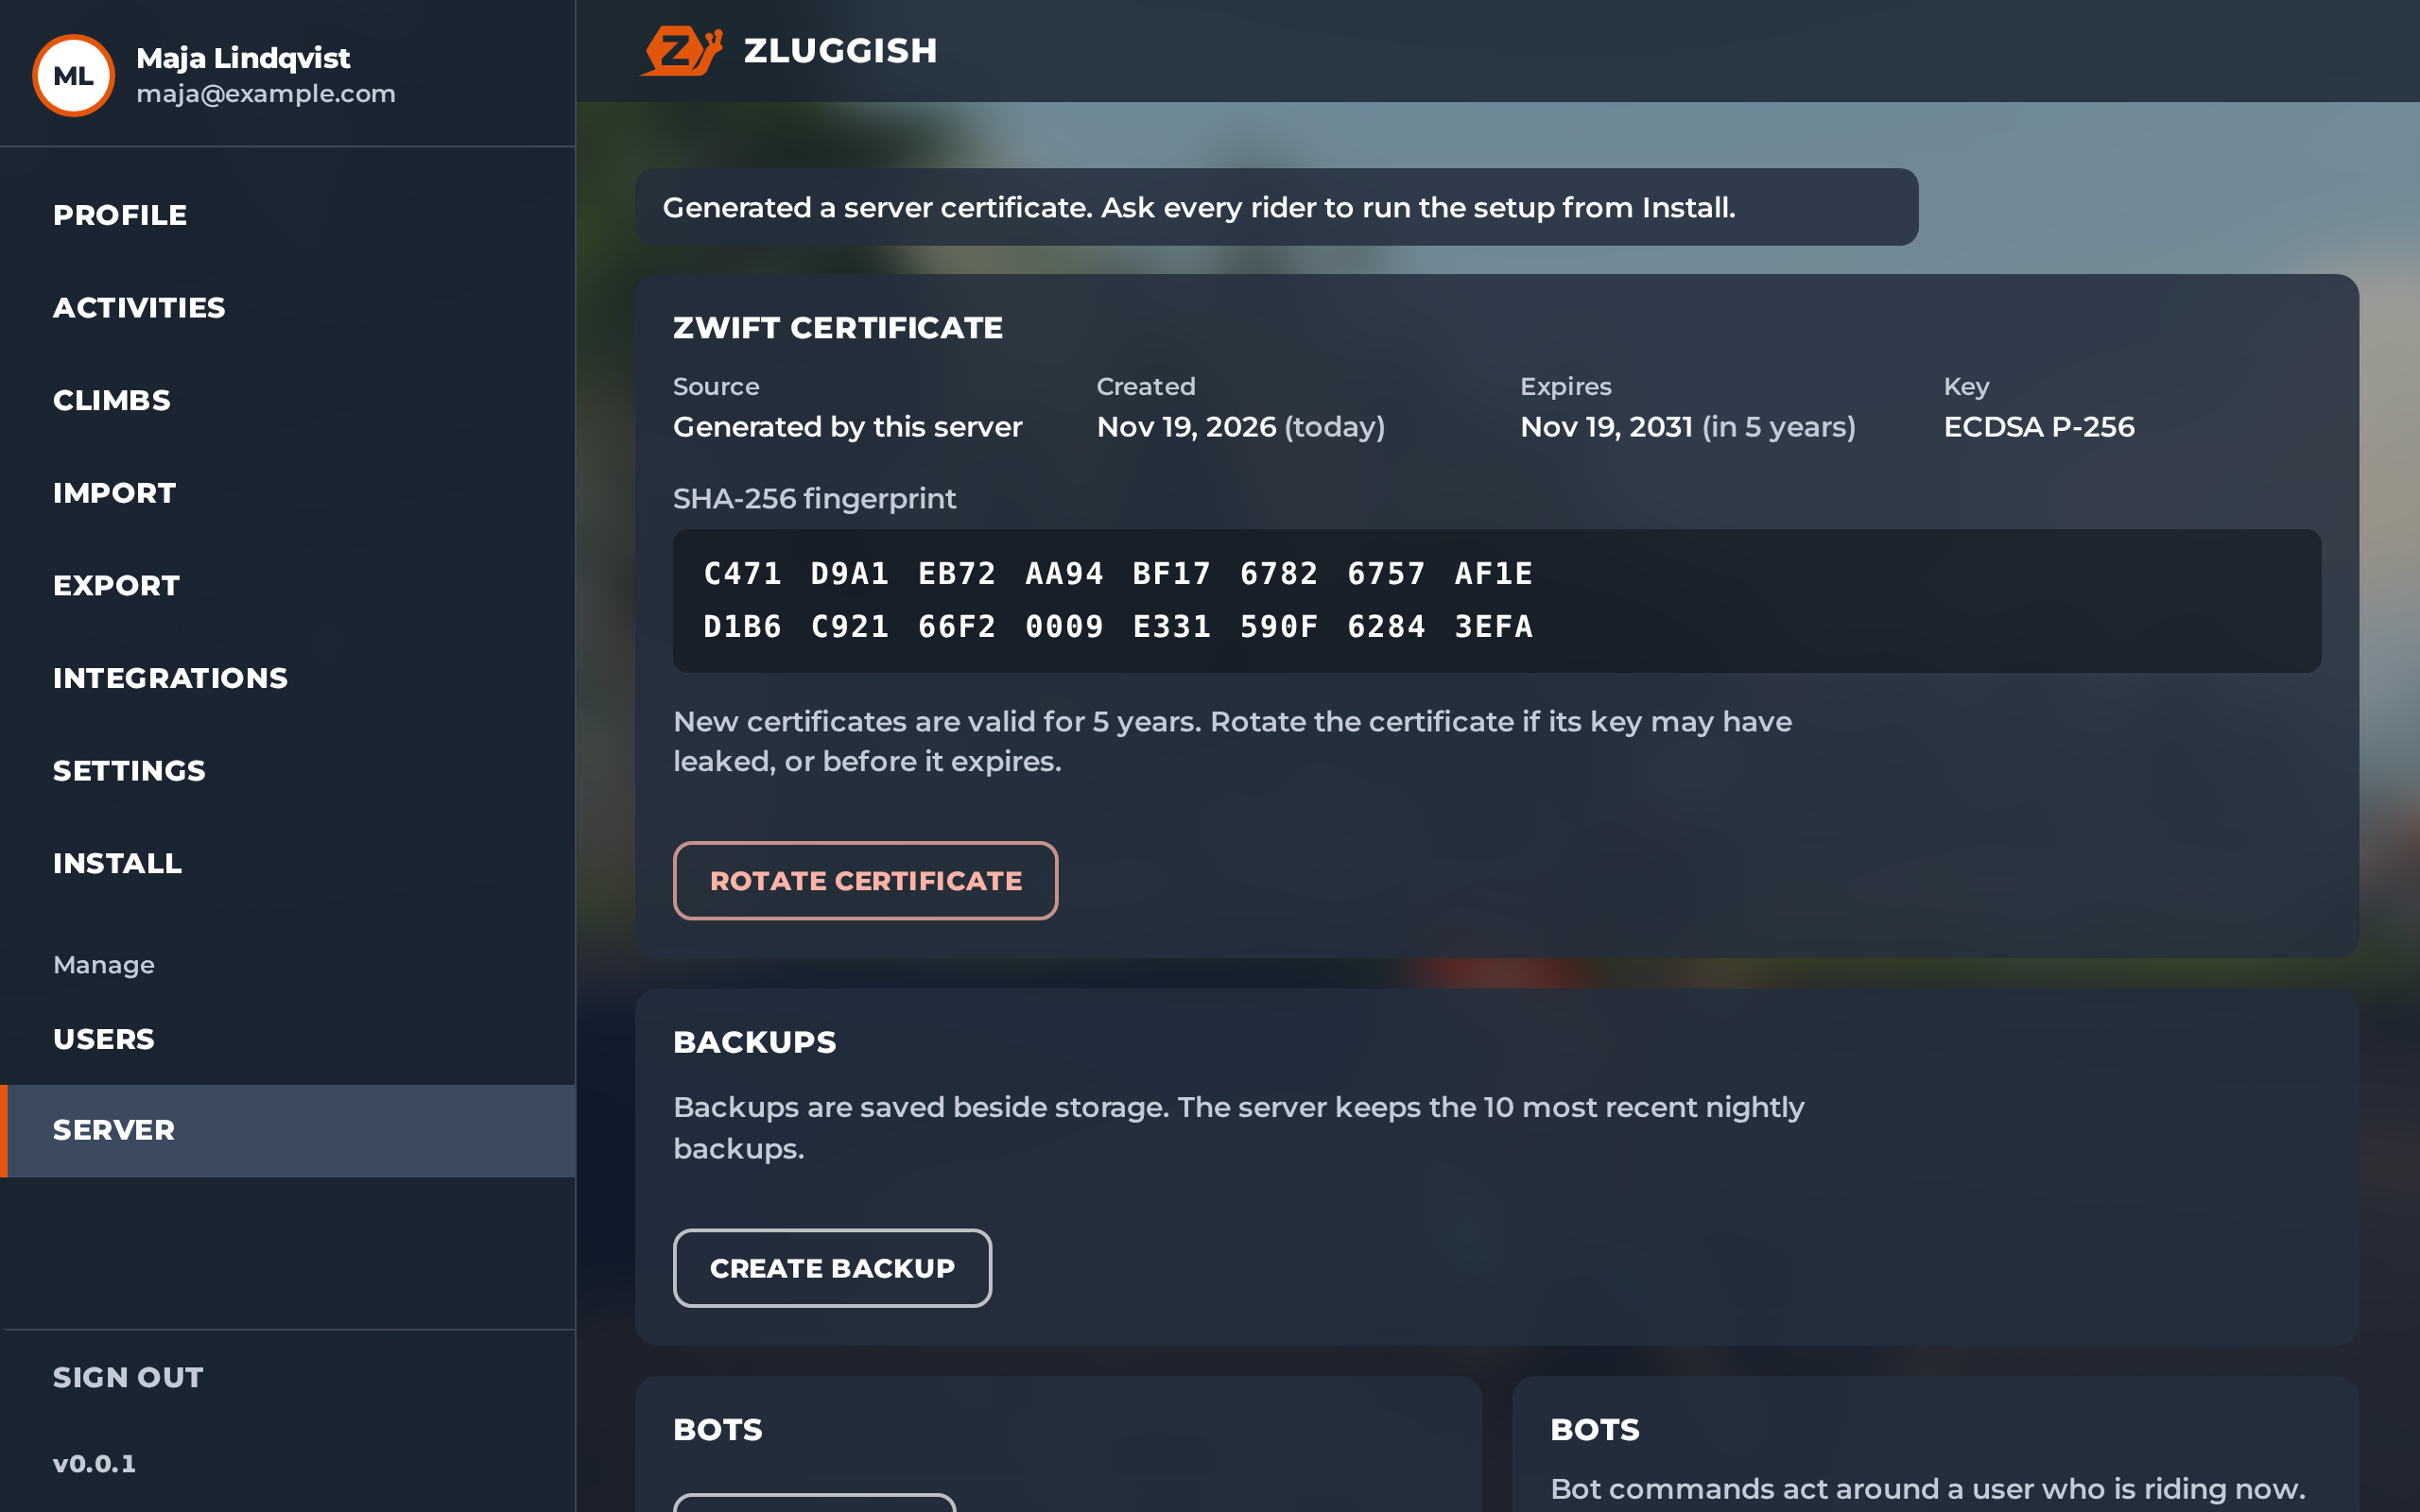 ML
Maja Lindqvist
maja@example.com
PROFILE
ACTIVITIES
CLIMBS
IMPORT
EXPORT
INTEGRATIONS
SETTINGS
INSTALL
Manage
USERS
SERVER
SIGN OUT
v0.0.1
Z ZLUGGISH
Generated a server certificate. Ask every rider to run the setup from Install.
ZWIFT CERTIFICATE
Source
Generated by this server
Created
Nov 19, 2026 (today)
Expires
Nov 19, 2031 (in 5 years)
Key
ECDSA P-256
SHA-256 fingerprint
C471 D9A1 EB72 AA94 BF17 6782 6757 AF1E
D1B6 C921 66F2 0009 E331 590F 6284 3EFA
New certificates are valid for 5 years. Rotate the certificate if its key may have
leaked, or before it expires.
ROTATE CERTIFICATE
BACKUPS
Backups are saved beside storage. The server keeps the 10 most recent nightly
backups.
CREATE BACKUP
BOTS
BOTS
Bot commands act around a user who is riding now.